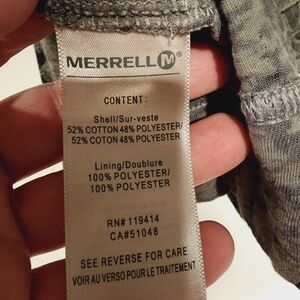 MERRELL M
CONTENT:
Shell/Sur-veste
52% COTTON 48% POLYESTER/
52% COTON 48% POLYESTER
Lining/Doublure
100% POLYESTER/
100% POLYESTER
RN# 119414
CA#51048
SEE REVERSE FOR CARE
VOIR AU VERSO POUR LE TRAITEMENT